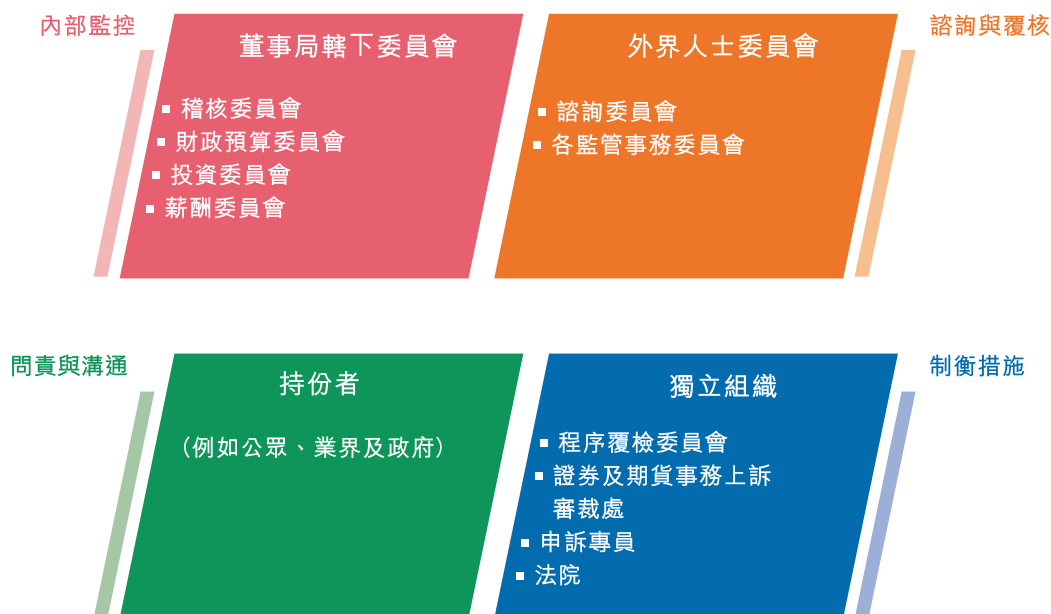 內部監控
董事局轄下委員會
▪ 稽核委員會
▪ 財政預算委員會
▪ 投資委員會
▪ 薪酬委員會
外界人士委員會
▪ 諮詢委員會
▪ 各監管事務委員會
諮詢與覆核
問責與溝通
持份者
（例如公眾、業界及政府）
獨立組織
▪ 程序覆檢委員會
▪ 證券及期貨事務上訴
審裁處
▪ 申訴專員
▪ 法院
制衡措施